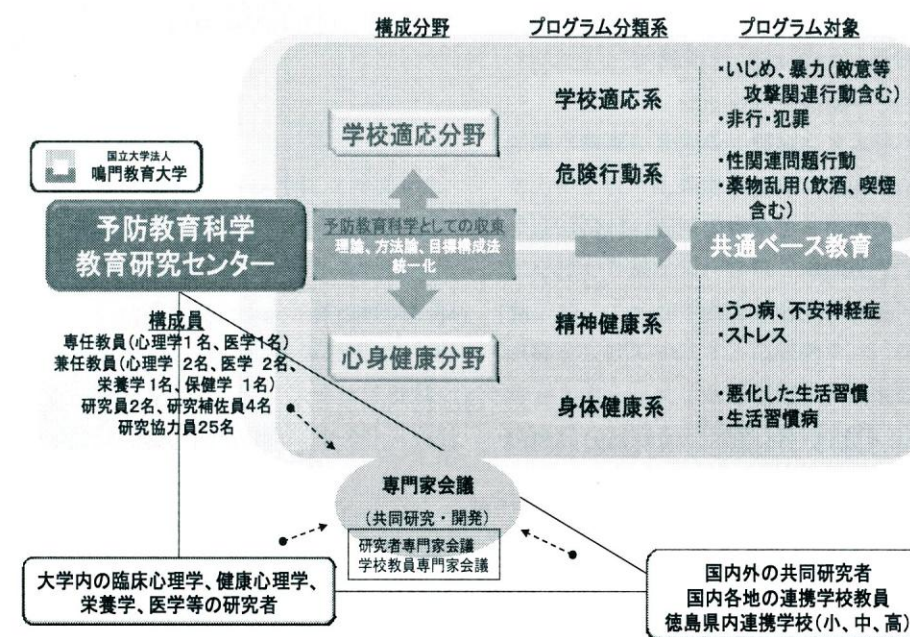 構成分野
プログラム分類系
プログラム対象
学校適応分野
学校適応系
・いじめ、暴力(敵意等
攻撃関連行動含む)
・非行・犯罪
危険行動系
・性関連問題行動
・薬物乱用(飲酒、喫煙
含む)
国立大学法人
鳴門教育大学
予防教育科学
教育研究センター
予防教育科学としての収束
理論、方法論、目標構成法
統一化
共通ベース教育
構成員
専任教員(心理学1名、医学1名)
兼任教員(心理学 2名、医学 2名、
栄養学1名、保健学 1名)
研究員2名、研究補佐員4名
研究協力員25名
心身健康分野
精神健康系
・うつ病、不安神経症
・ストレス
身体健康系
・悪化した生活習慣
・生活習慣病
専門家会議
(共同研究・開発)
研究者専門家会議
学校教員専門家会議
大学内の臨床心理学、健康心理学、
栄養学、医学等の研究者
国内外の共同研究者
国内各地の連携学校教員
徳島県内連携学校(小、中、高)